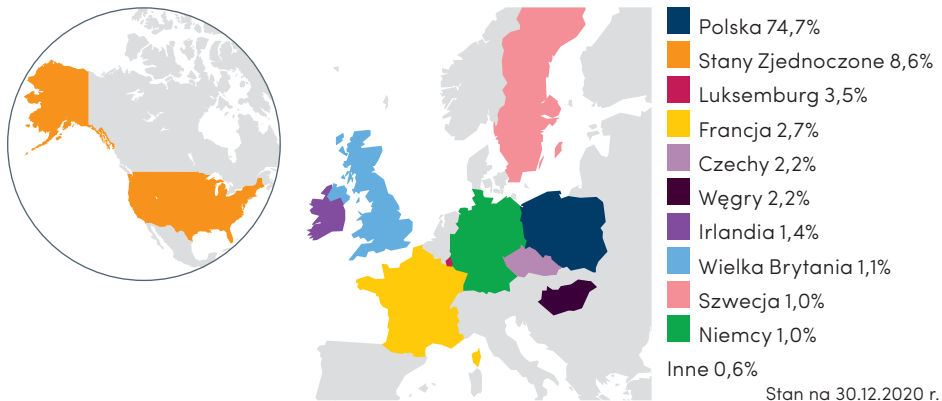 Polska 74,7%
Stany Zjednoczone 8,6%
Luksemburg 3,5%
Francja 2,7%
Czechy 2,2%
Węgry 2,2%
Irlandia 1,4%
Wielka Brytania 1,1%
Szwecja 1,0%
Niemcy 1,0%
Inne 0,6%
Stan na 30.12.2020 r.